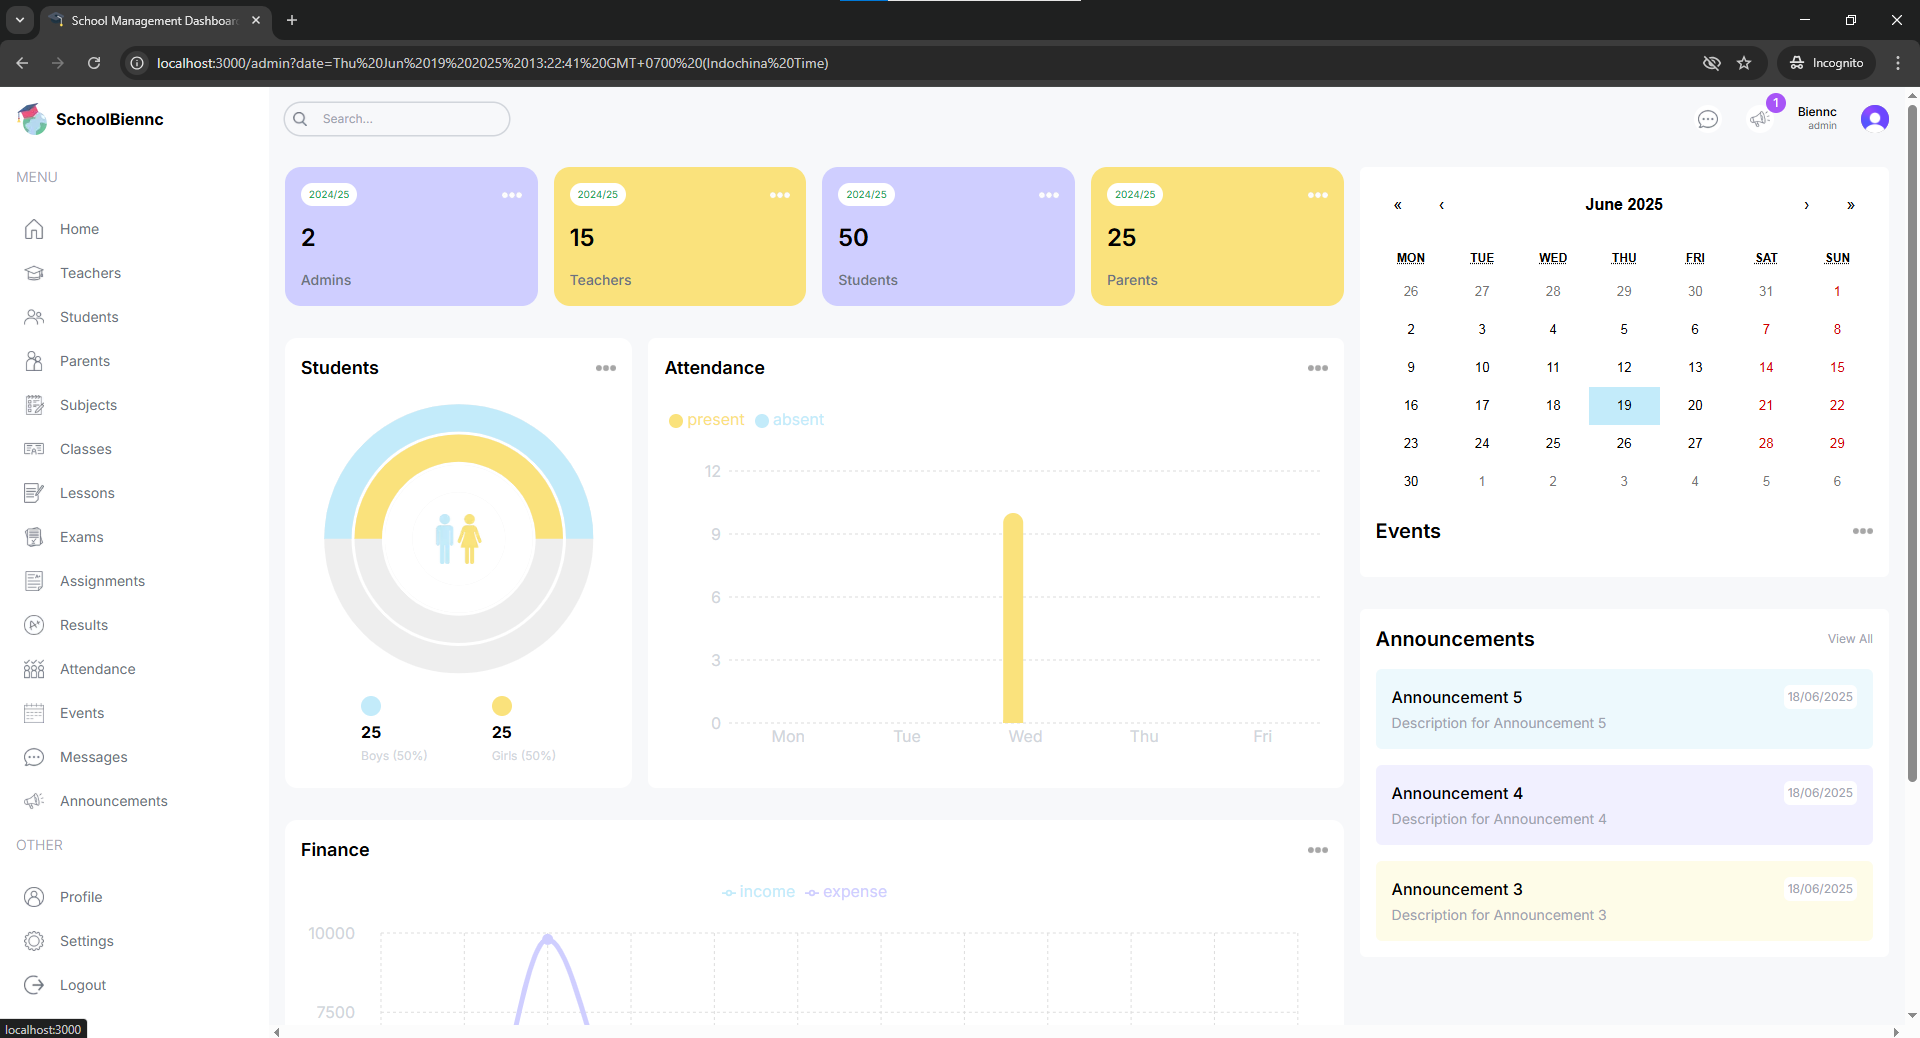 School Management Dashboar
localhost:3000/admin?date=Thu%20Jun%2019%202025%2013:22:41%20GMT+0700%20(Indochina%20Time)
Incognito
SchoolBiennc
Search...
1
Biennc
admin
MENU
Home
Teachers
Students
Parents
Subjects
Classes
Lessons
Exams
Assignments
Results
Attendance
Events
Messages
Announcements
OTHER
Profile
Settings
Logout
localhost:3000
2024/25
2
Admins
2024/25
15
Teachers
2024/25
50
Students
2024/25
25
Parents
Students
25
Boys (50%)
25
Girls (50%)
Attendance
present absent
12
9
6
3
0
Mon Tue Wed Thu Fri
Finance
income expense
10000
7500
« ‹ June 2025 › »
MON TUE WED THU FRI SAT SUN
26 27 28 29 30 31 1
2 3 4 5 6 7 8
9 10 11 12 13 14 15
16 17 18 19 20 21 22
23 24 25 26 27 28 29
30 1 2 3 4 5 6
Events
Announcements View All
Announcement 5 18/06/2025
Description for Announcement 5
Announcement 4 18/06/2025
Description for Announcement 4
Announcement 3 18/06/2025
Description for Announcement 3